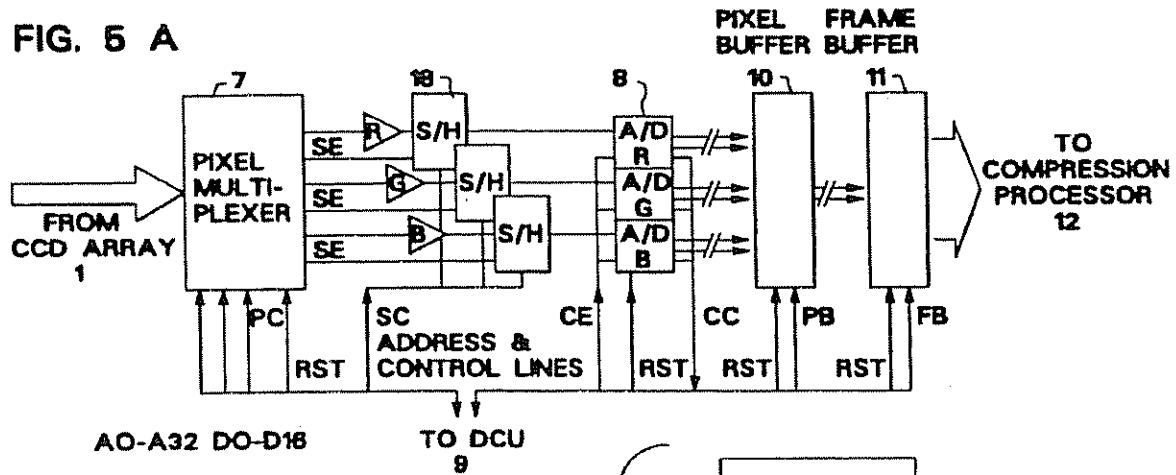 FIG. 5 A
PIXEL FRAME
BUFFER BUFFER
7
18
8
10
11
R
S/H
A/D
R
SE
PIXEL
MULTI-
PLEXER
G
S/H
A/D
G
SE
B
S/H
A/D
B
SE
FROM
CCD ARRAY
1
TO
COMPRESSION
PROCESSOR
12
PC
SC
CE
CC
PB
FB
ADDRESS &
CONTROL LINES
RST
RST
RST
RST
AO-A32 DO-D16
TO DCU
9